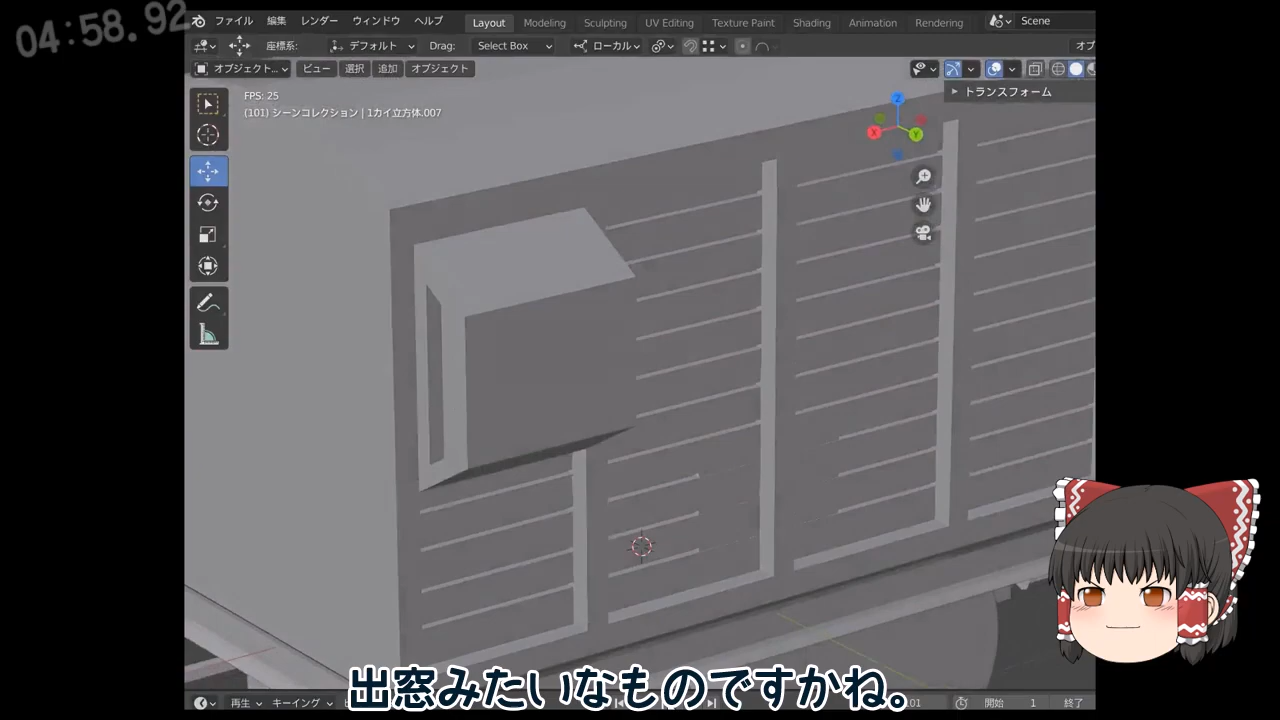 04:58.92
ファイル 編集 レンダー ウィンドウ ヘルプ Layout Modeling Sculpting UV Editing Texture Paint Shading Animation Rendering Scene
座標系: デフォルト Drag: Select Box ローカル オプ
オブジェクト... ビュー 選択 追加 オブジェクト
トランスフォーム
FPS: 25
(101) シーンコレクション | 1カイ立方体.007
Z
X Y
出窓みたいなものですかね。
再生 キーイング 開始 1 終了